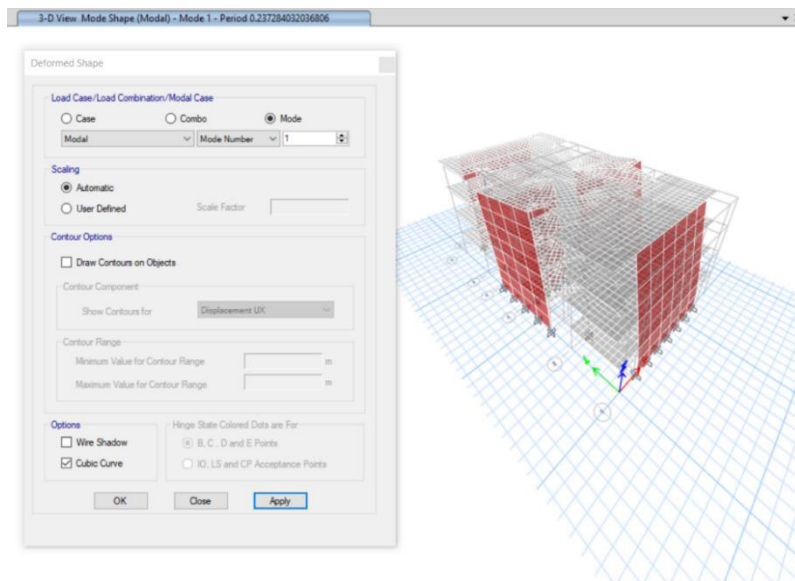 3-D View Mode Shape (Modal) - Mode 1 - Period 0.237284032036806
Deformed Shape
Load Case/Load Combination/Modal Case
Case
Combo
Mode
Modal
Mode Number
1
Scaling
Automatic
User Defined
Scale Factor
Contour Options
Draw Contours on Objects
Contour Component
Show Contours for
Displacement UX
Contour Range
Minimum Value for Contour Range
m
Maximum Value for Contour Range
m
Options
Wire Shadow
Cubic Curve
Hinge State Colored Dots are For
B, C , D and E Points
IO, LS and CP Acceptance Points
OK
Close
Apply